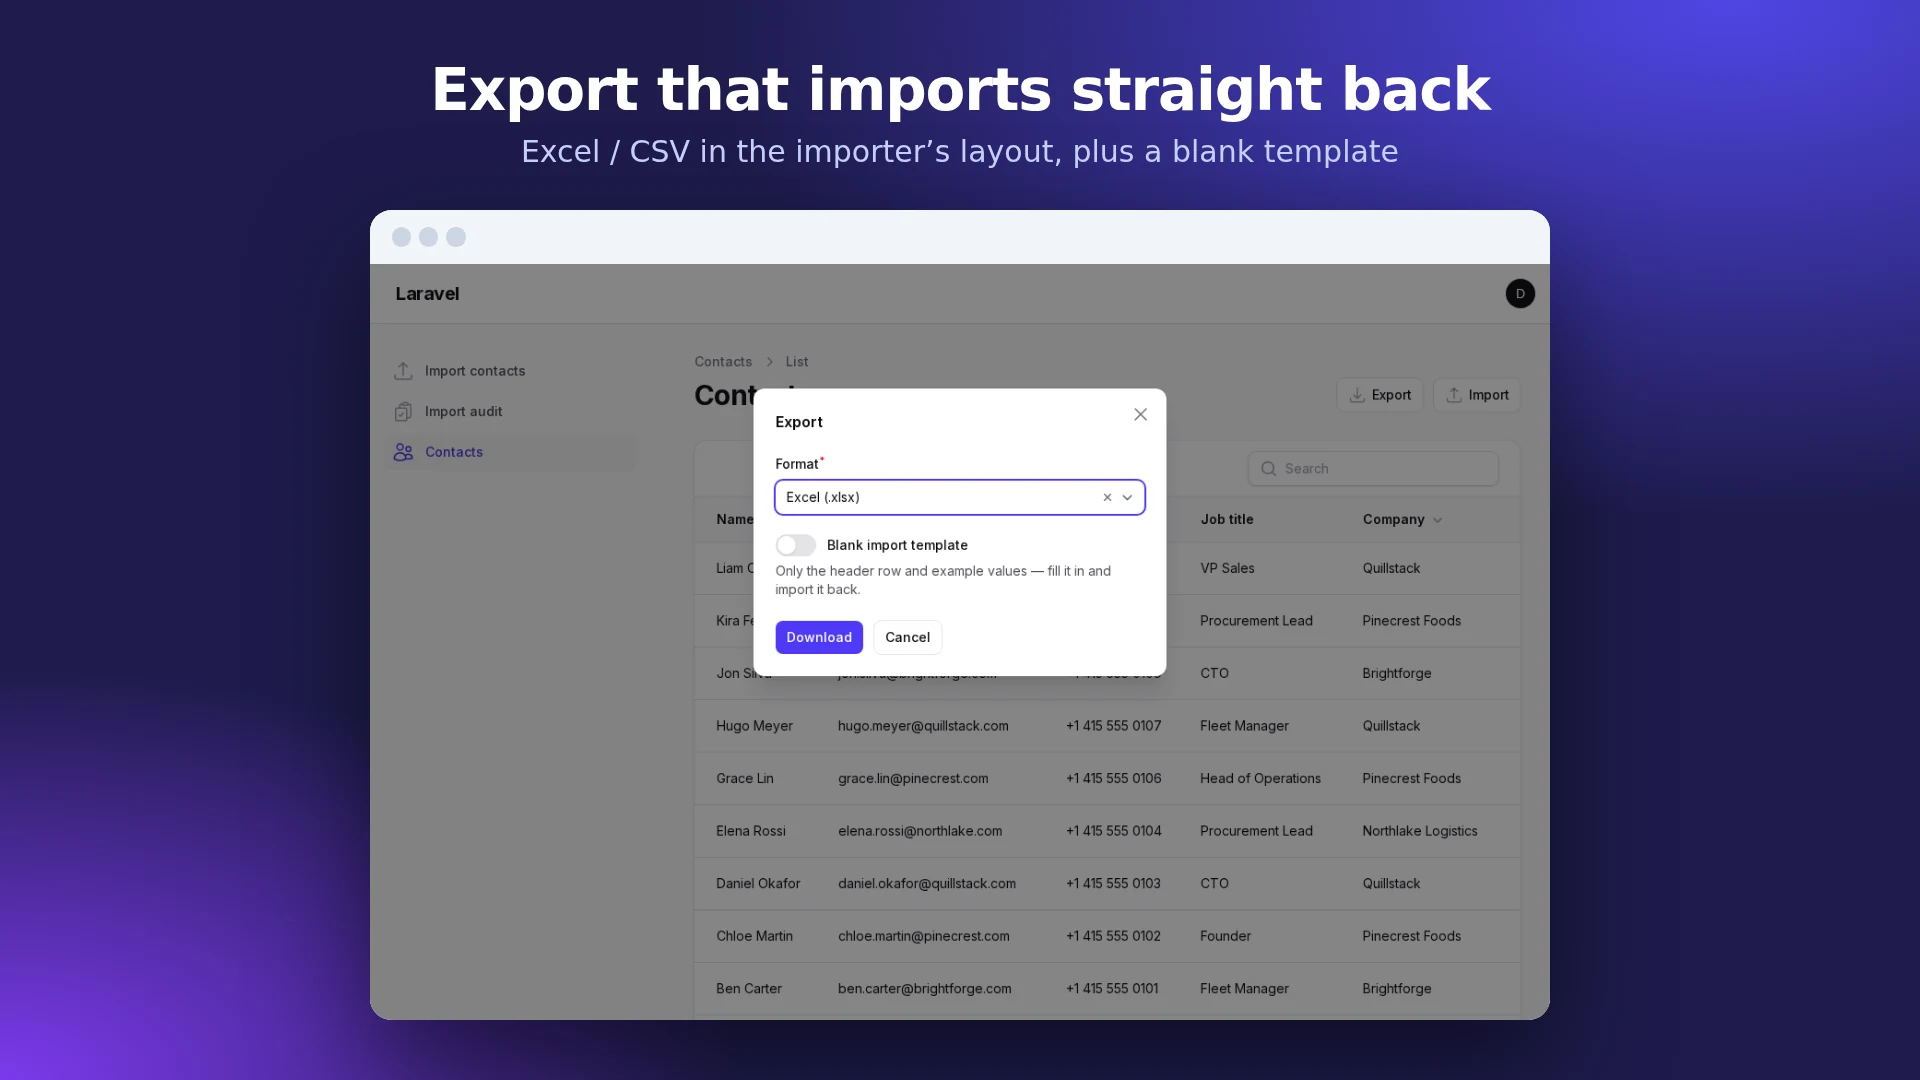 Export that imports straight back
Excel / CSV in the importer’s layout, plus a blank template
Laravel
D
Import contacts
Import audit
Contacts
Contacts > List
Export
Import
Search
Name
Job title
Company
Liam
VP Sales
Quillstack
Kira
Procurement Lead
Pinecrest Foods
Jon
CTO
Brightforge
Hugo Meyer
hugo.meyer@quillstack.com
+1 415 555 0107
Fleet Manager
Quillstack
Grace Lin
grace.lin@pinecrest.com
+1 415 555 0106
Head of Operations
Pinecrest Foods
Elena Rossi
elena.rossi@northlake.com
+1 415 555 0104
Procurement Lead
Northlake Logistics
Daniel Okafor
daniel.okafor@quillstack.com
+1 415 555 0103
CTO
Quillstack
Chloe Martin
chloe.martin@pinecrest.com
+1 415 555 0102
Founder
Pinecrest Foods
Ben Carter
ben.carter@brightforge.com
+1 415 555 0101
Fleet Manager
Brightforge
Export
Format*
Excel (.xlsx)
Blank import template
Only the header row and example values — fill it in and
import it back.
Download
Cancel